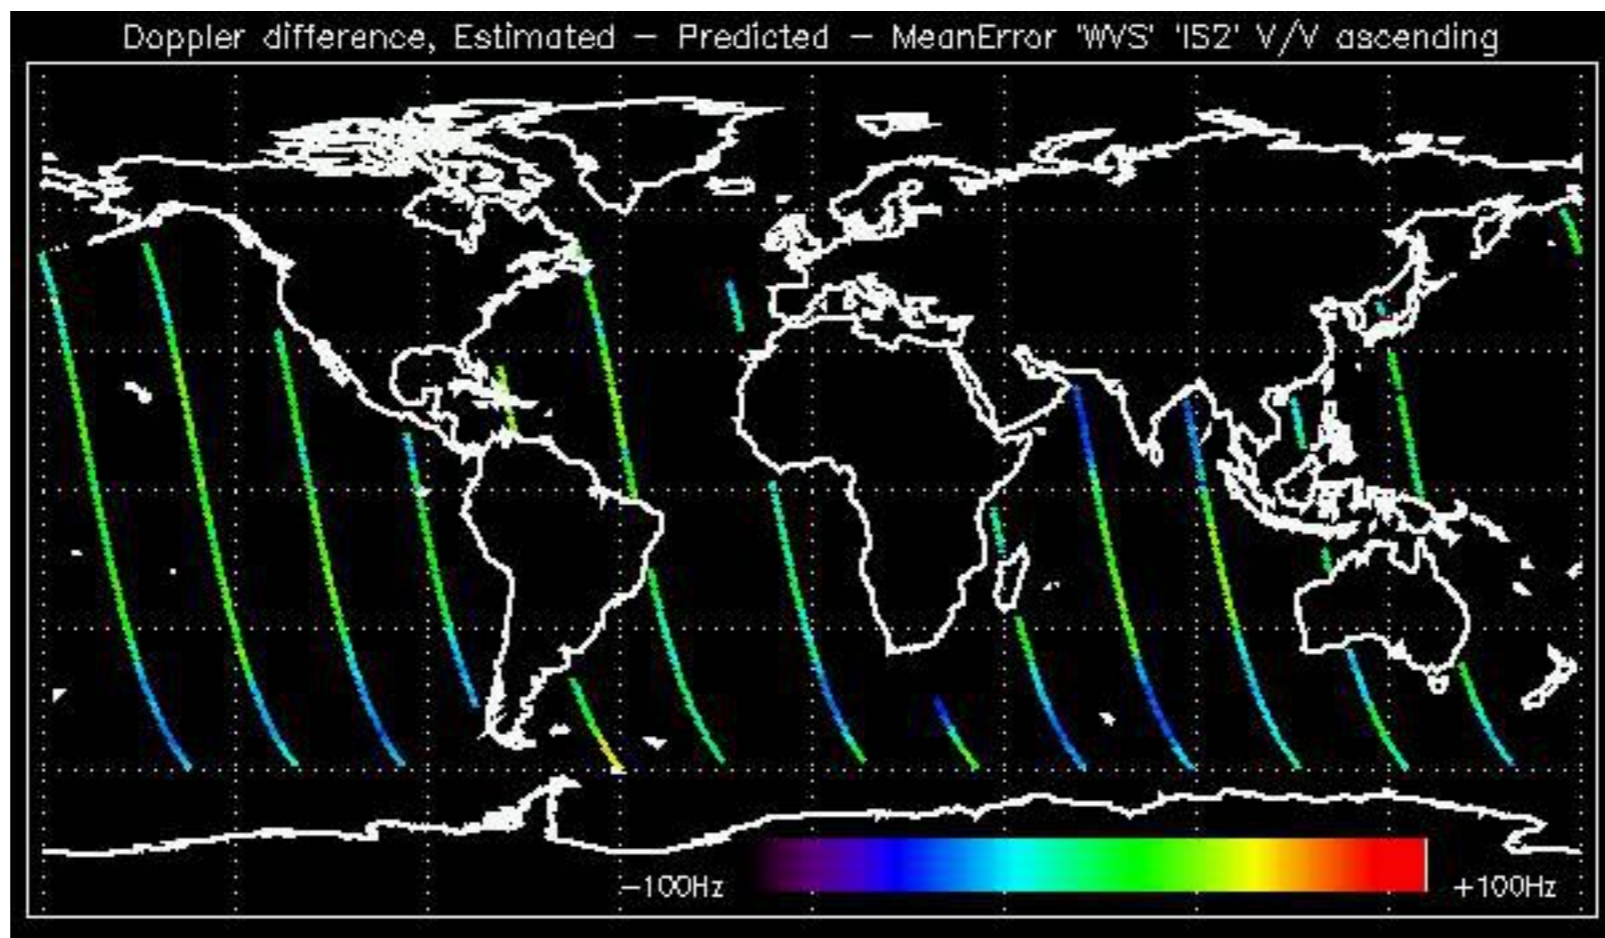 Doppler difference, Estimated – Predicted – MeanError 'WVS' 'IS2' V/V ascending
–100Hz +100Hz